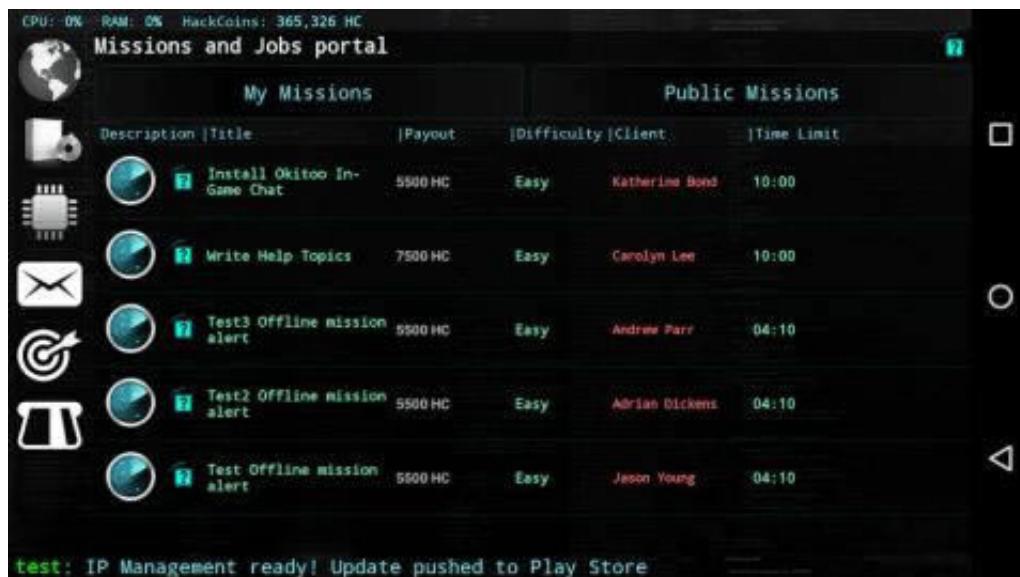 CPU: 0% RAM: 0% HackCoins: 365,326 HC
Missions and Jobs portal
?
My Missions Public Missions
Description |Title |Payout |Difficulty |Client |Time Limit
? Install Okitoo In-Game Chat 5500 HC Easy Katherine Bond 10:00
? Write Help Topics 7500 HC Easy Carolyn Lee 10:00
? Test3 Offline mission alert 5500 HC Easy Andrew Parr 04:10
? Test2 Offline mission alert 5500 HC Easy Adrian Dickens 04:10
? Test Offline mission alert 5500 HC Easy Jason Young 04:10
test: IP Management ready! Update pushed to Play Store